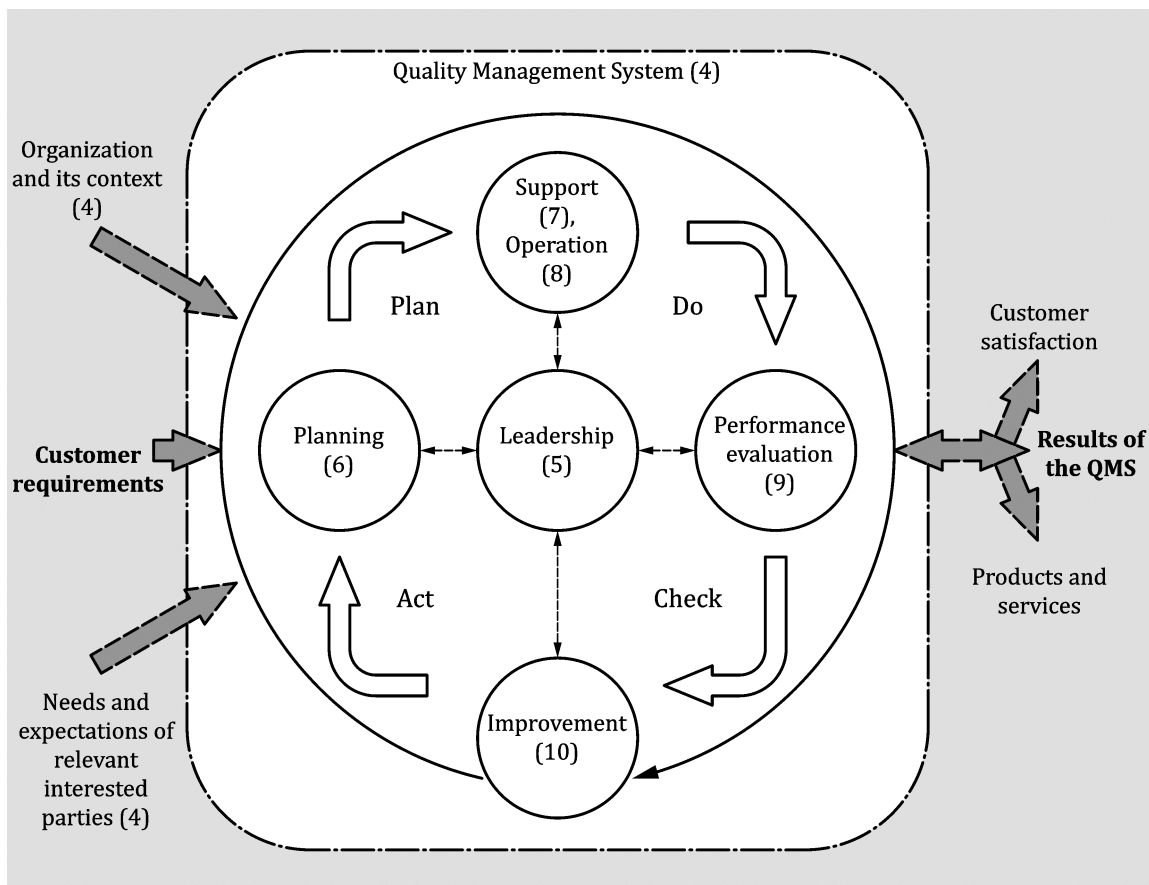 Quality Management System (4)
Organization
and its context
(4)
Support
(7),
Operation
(8)
Plan
Do
Customer
satisfaction
Planning
(6)
Leadership
(5)
Performance
evaluation
(9)
Customer
requirements
Results of
the QMS
Act
Check
Products and
services
Needs and
expectations of
relevant
interested
parties (4)
Improvement
(10)